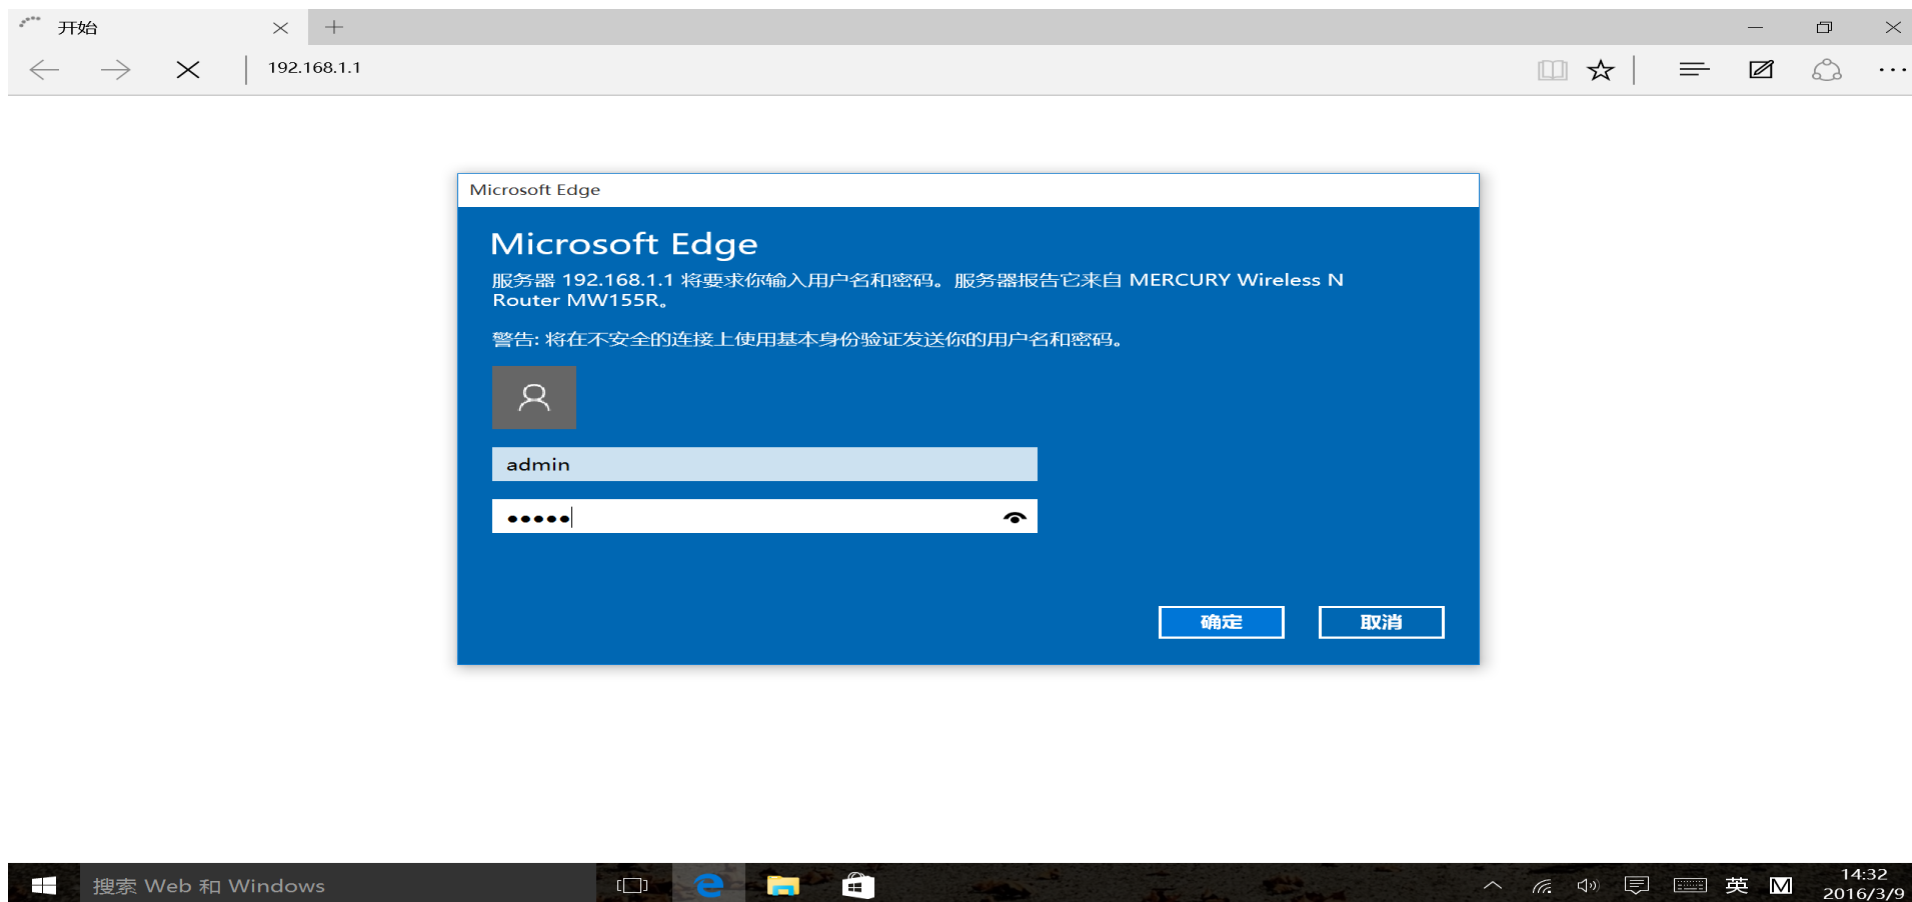 开始
192.168.1.1
Microsoft Edge
Microsoft Edge
服务器 192.168.1.1 将要求你输入用户名和密码。服务器报告它来自 MERCURY Wireless N
Router MW155R。
警告: 将在不安全的连接上使用基本身份验证发送你的用户名和密码。
admin
•••••
确定
取消
搜索 Web 和 Windows
英
M
14:32
2016/3/9